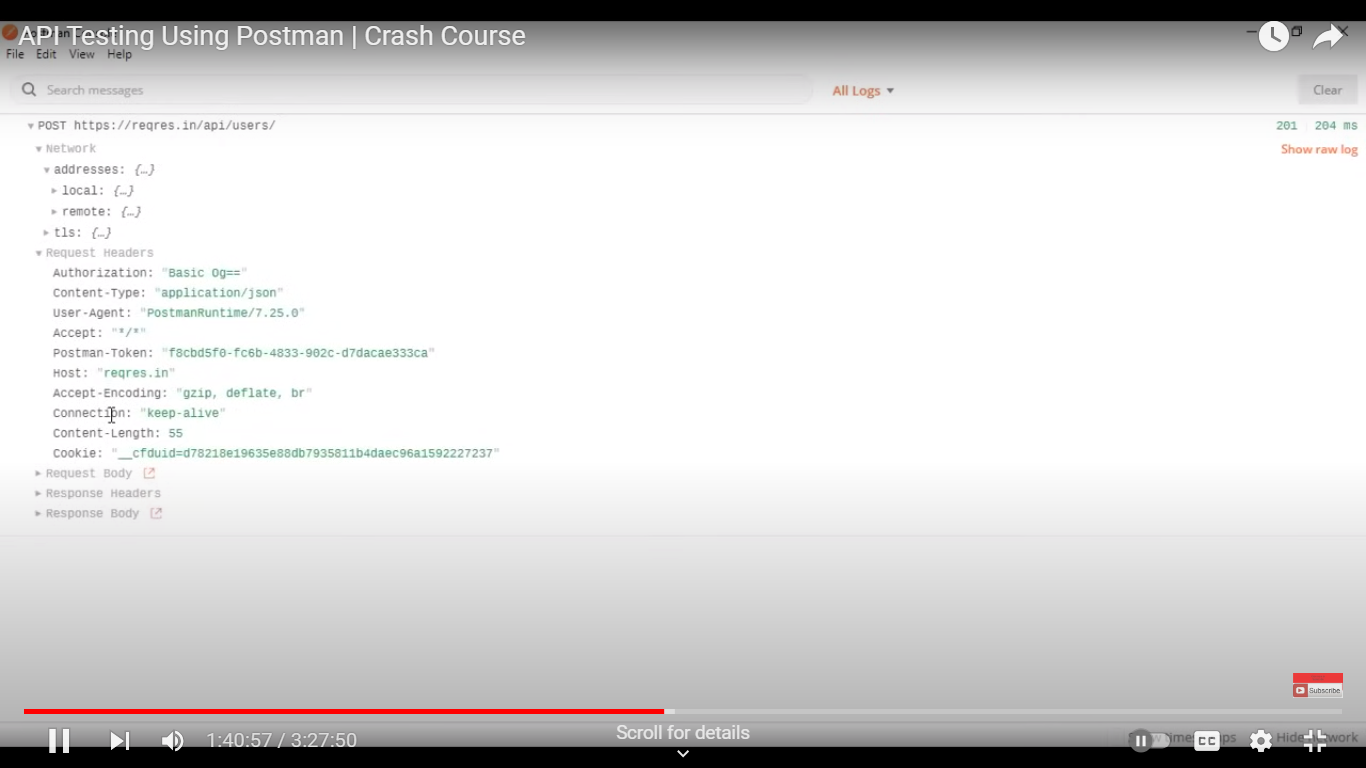 API Testing Using Postman | Crash Course
File Edit View Help
Search messages
All Logs
Clear
POST https://reqres.in/api/users/
201 204 ms
Network
Show raw log
addresses: {…}
local: {…}
remote: {…}
tls: {…}
Request Headers
Authorization: "Basic Og=="
Content-Type: "application/json"
User-Agent: "PostmanRuntime/7.25.0"
Accept: "*/*"
Postman-Token: "f8cbd5f0-fc6b-4833-902c-d7dacae333ca"
Host: "reqres.in"
Accept-Encoding: "gzip, deflate, br"
Connection: "keep-alive"
Content-Length: 55
Cookie: "__cfduid=d78218e19635e88db7935811b4daec96a1592227237"
Request Body
Response Headers
Response Body
Subscribe
Scroll for details
1:40:57 / 3:27:50
CC
Hide network